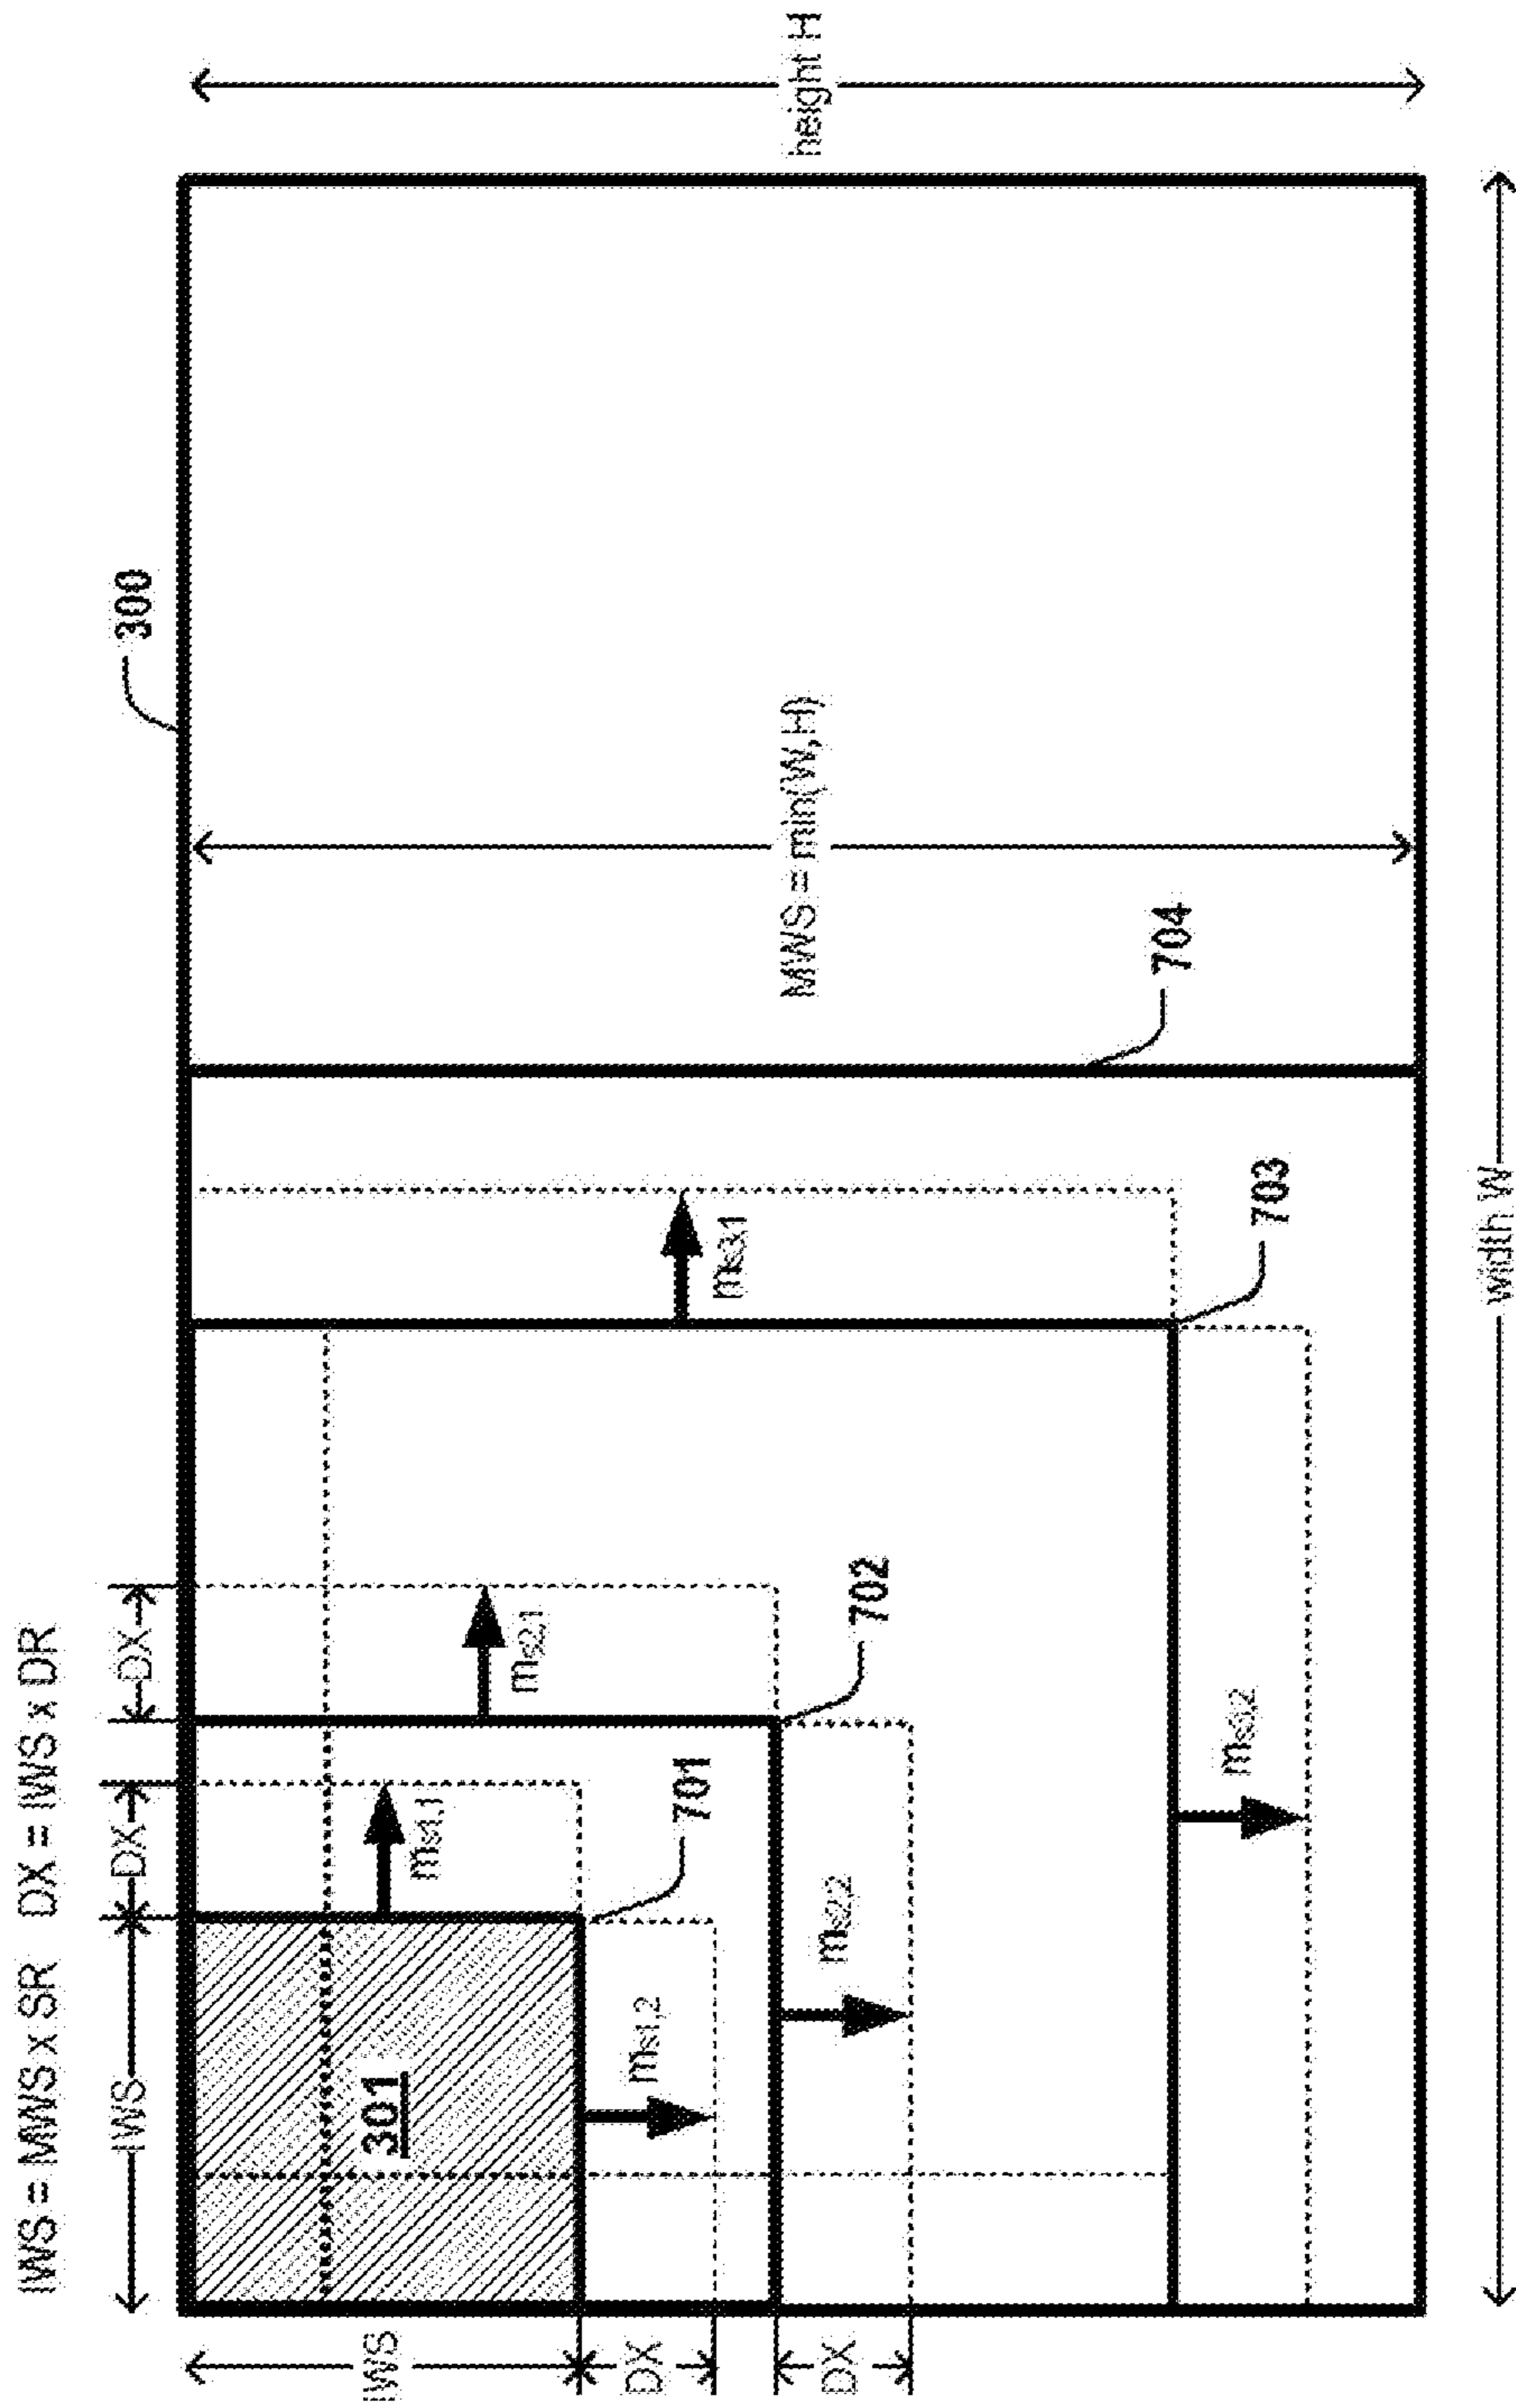 IWS = MWS x SR DX = IWS x DR
IWS
DX
DX
300
height H
IWS
301
ms1,1
ms2,1
701
ms1,2
DX
702
ms2,2
DX
ms3,1
MWS = min(W,H)
704
703
ms3,2
width W